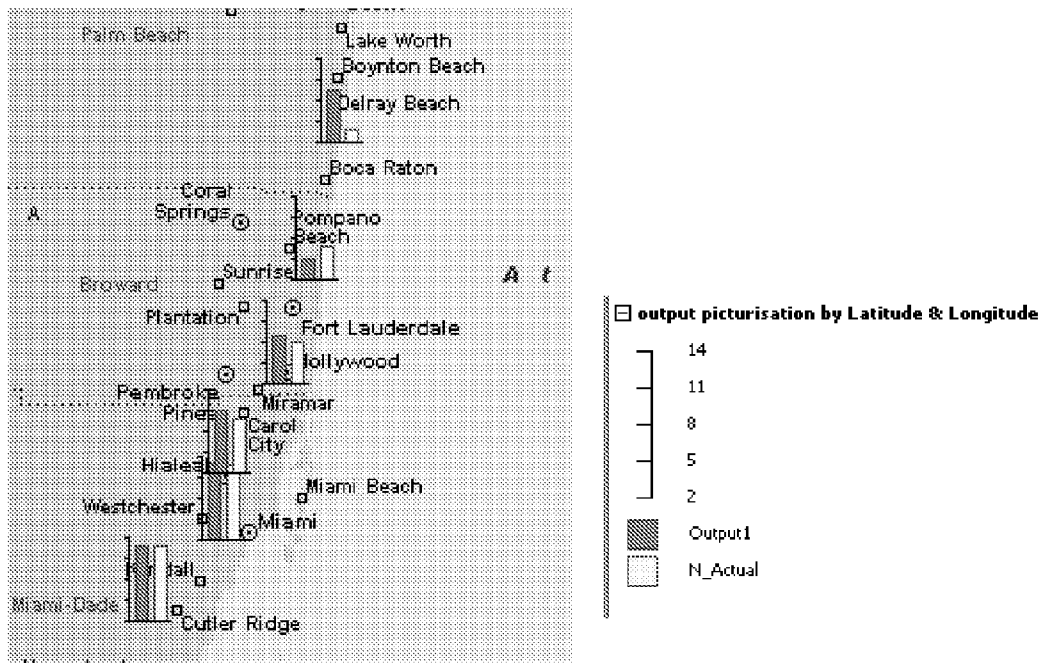 Palm Beach
Lake Worth
Boynton Beach
Delray Beach
Boca Raton
Coral
Springs
A
Pompano
Beach
A t
Sunrise
Broward
Plantation
Fort Lauderdale
Hollywood
Pembroke
Pines
Miramar
Carol
City
Hialeah
Miami Beach
Westchester
Miami
Kendall
Miami-Dade
Cutler Ridge
output picturisation by Latitude & Longitude
14
11
8
5
2
Output1
N_Actual